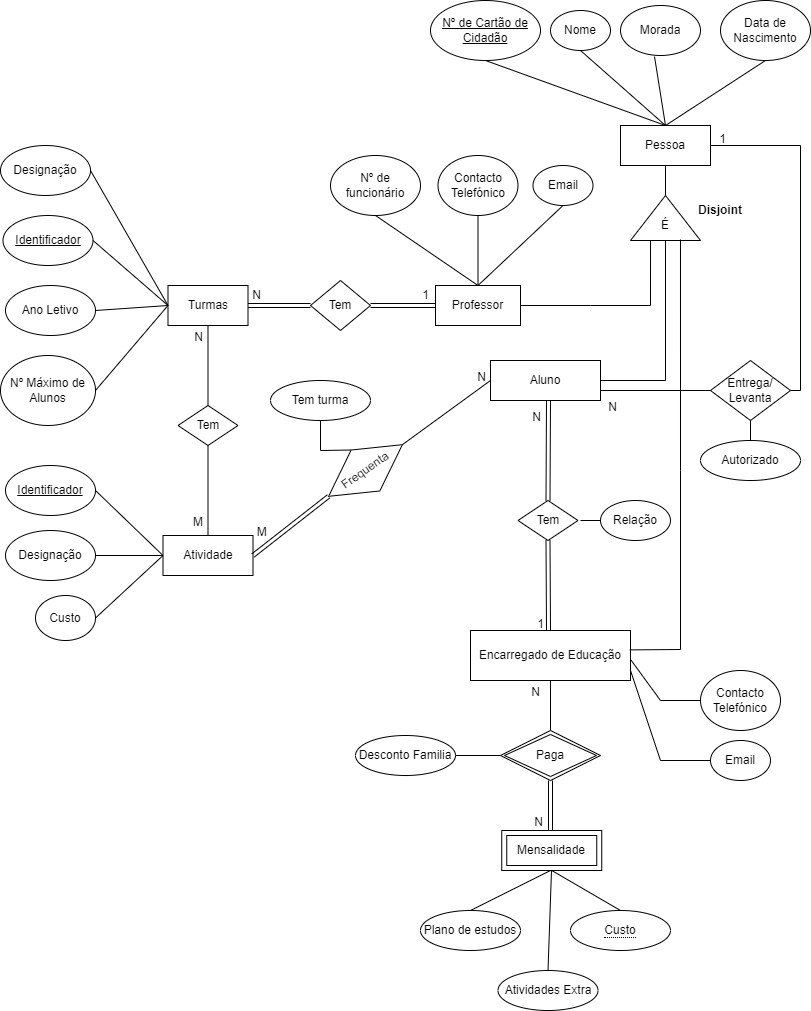 Nº de Cartão de
Cidadão
Nome
Morada
Data de
Nascimento
Pessoa
1
Disjoint
É
Designação
Nº de
funcionário
Contacto
Telefónico
Email
Identificador
Ano Letivo
Turmas
N
Tem
1
Professor
N
Nº Máximo de
Alunos
Tem
M
Tem turma
N
Aluno
N
N
Entrega/
Levanta
Autorizado
Frequenta
Identificador
Designação
Custo
Atividade
M
Tem
Relação
1
Encarregado de Educação
N
Contacto
Telefónico
Email
Desconto Familia
Paga
N
Mensalidade
Plano de estudos
Custo
Atividades Extra